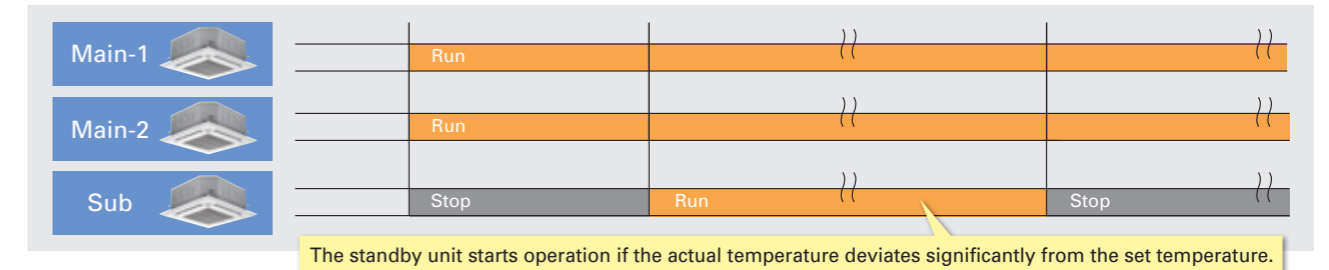 Main-1
Run
Main-2
Run
Sub
Stop
Run
Stop
The standby unit starts operation if the actual temperature deviates significantly from the set temperature.